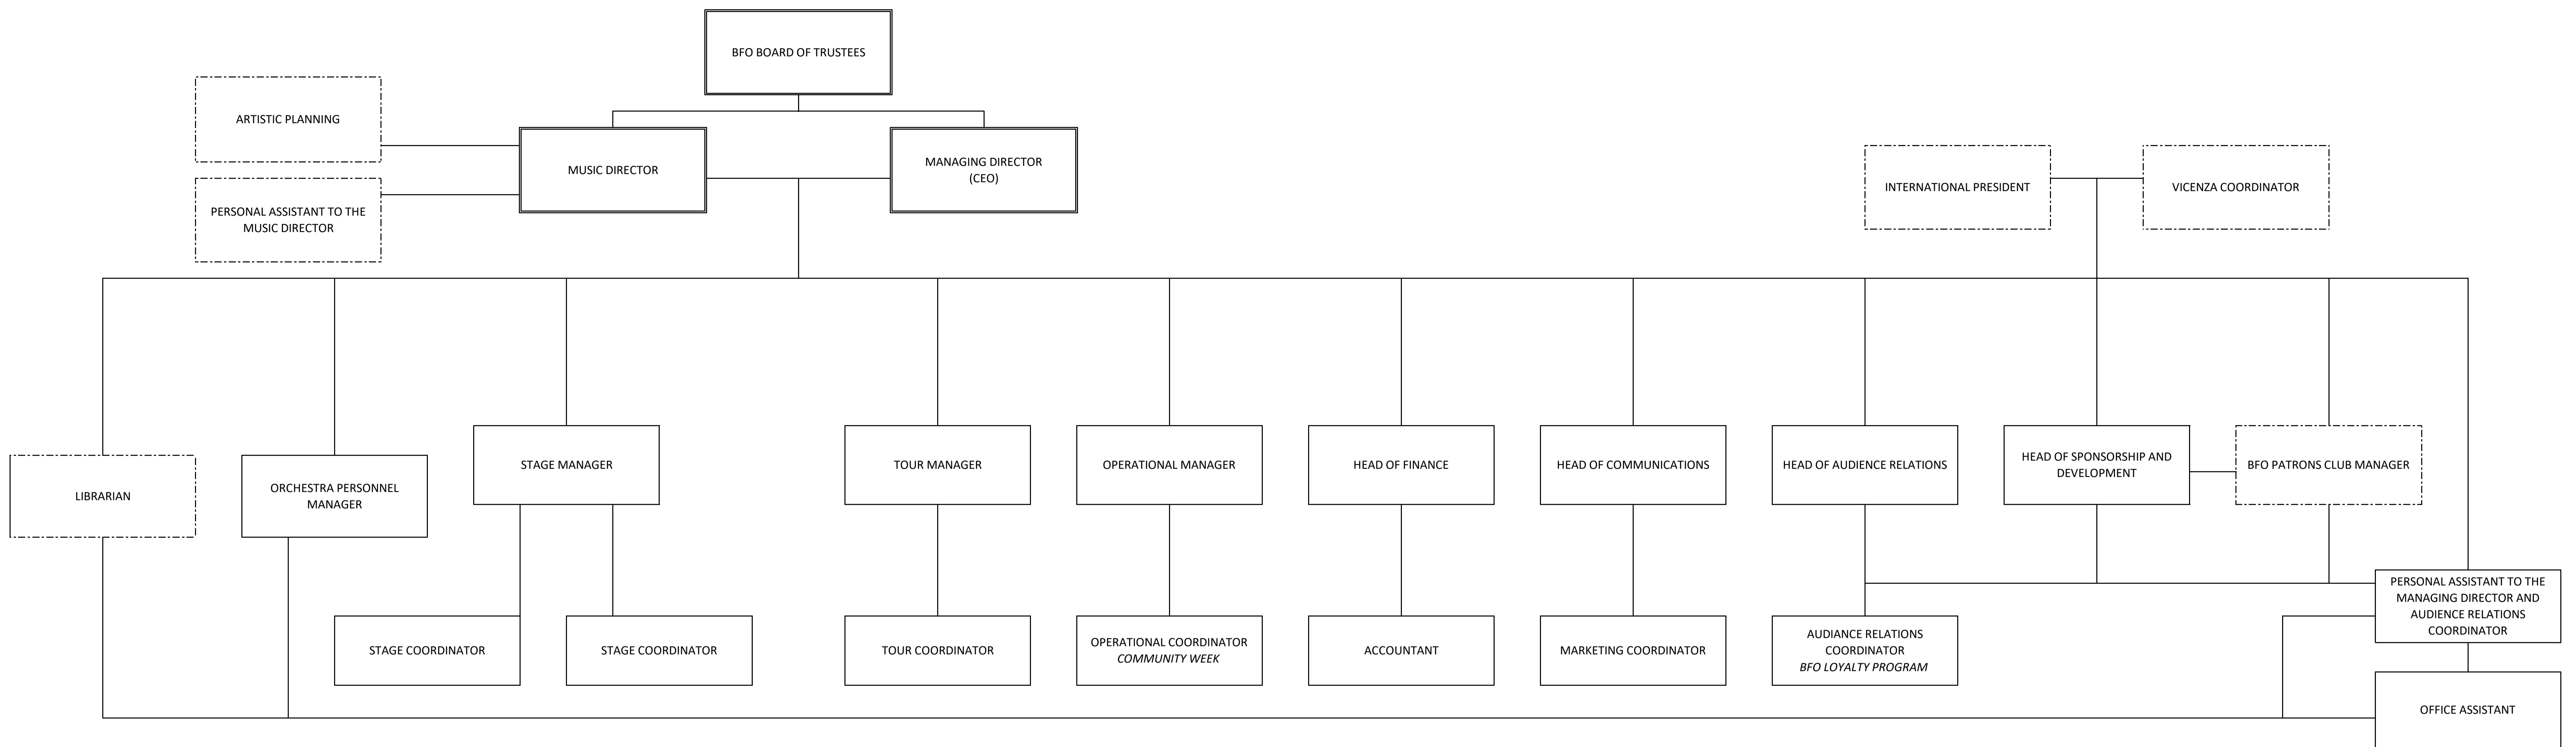 BFO BOARD OF TRUSTEES
ARTISTIC PLANNING
MUSIC DIRECTOR
MANAGING DIRECTOR
(CEO)
PERSONAL ASSISTANT TO THE
MUSIC DIRECTOR
INTERNATIONAL PRESIDENT
VICENZA COORDINATOR
LIBRARIAN
ORCHESTRA PERSONNEL
MANAGER
STAGE MANAGER
TOUR MANAGER
OPERATIONAL MANAGER
HEAD OF FINANCE
HEAD OF COMMUNICATIONS
HEAD OF AUDIENCE RELATIONS
HEAD OF SPONSORSHIP AND
DEVELOPMENT
BFO PATRONS CLUB MANAGER
PERSONAL ASSISTANT TO THE
MANAGING DIRECTOR AND
AUDIENCE RELATIONS
COORDINATOR
STAGE COORDINATOR
STAGE COORDINATOR
TOUR COORDINATOR
OPERATIONAL COORDINATOR
COMMUNITY WEEK
ACCOUNTANT
MARKETING COORDINATOR
AUDIANCE RELATIONS
COORDINATOR
BFO LOYALTY PROGRAM
OFFICE ASSISTANT